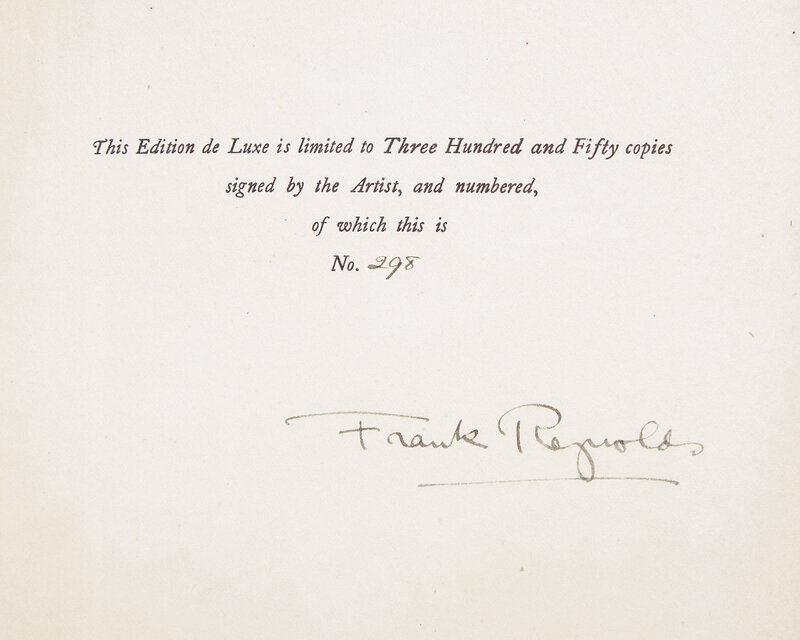 This Edition de Luxe is limited to Three Hundred and Fifty copies
signed by the Artist, and numbered,
of which this is
No. 298
Frank Reynolds